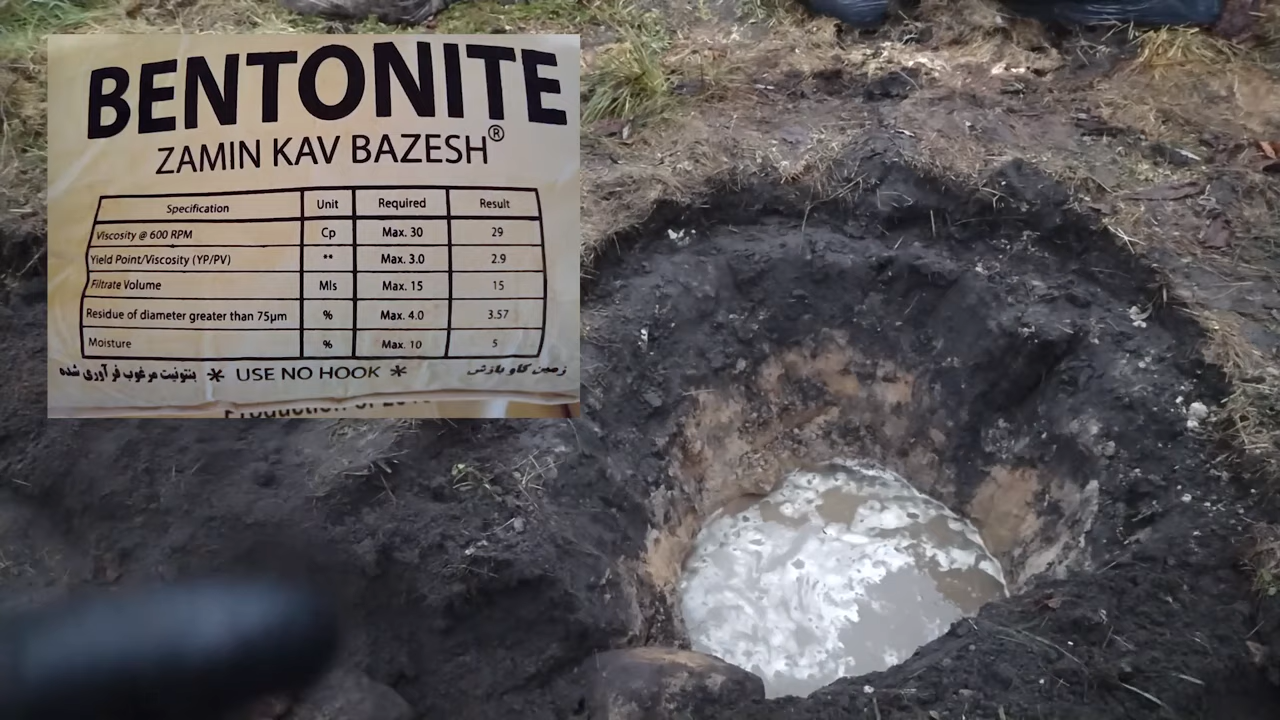 BENTONITE
ZAMIN KAV BAZESH®
Specification Unit Required Result
Viscosity @ 600 RPM Cp Max. 30 29
Yield Point/Viscosity (YP/PV) ** Max. 3.0 2.9
Filtrate Volume Mls Max. 15 15
Residue of diameter greater than 75µm % Max. 4.0 3.57
Moisture % Max. 10 5
بنتونیت مرغوب فرآوری شده * USE NO HOOK * زمین کاو بازش
Production of